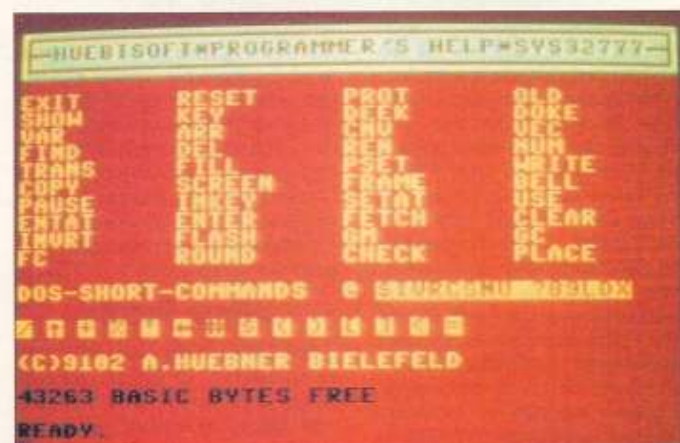 HUEBISOFT*PROGRAMMER'S HELP*SYS32777
EXIT RESET PROT OLD
SHOW KEY DEEK DOKE
VAR ARR CNV VEC
FIND DEL REN NUM
TRANS FILL PSET WRITE
COPY SCREEN FRAME BELL
PAUSE INKEY SETAT USE
ENTAT ENTER FETCH CLEAR
INVRT FLASH GM GC
FC ROUND CHECK PLACE
DOS-SHORT-COMMANDS @
(C)9102 A.HUEBNER BIELEFELD
43263 BASIC BYTES FREE
READY.